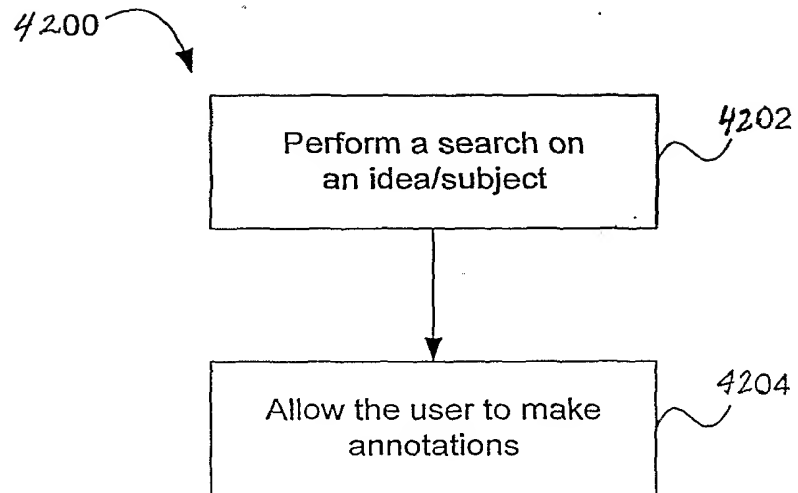 4200
4202
Perform a search on
an idea/subject
4204
Allow the user to make
annotations